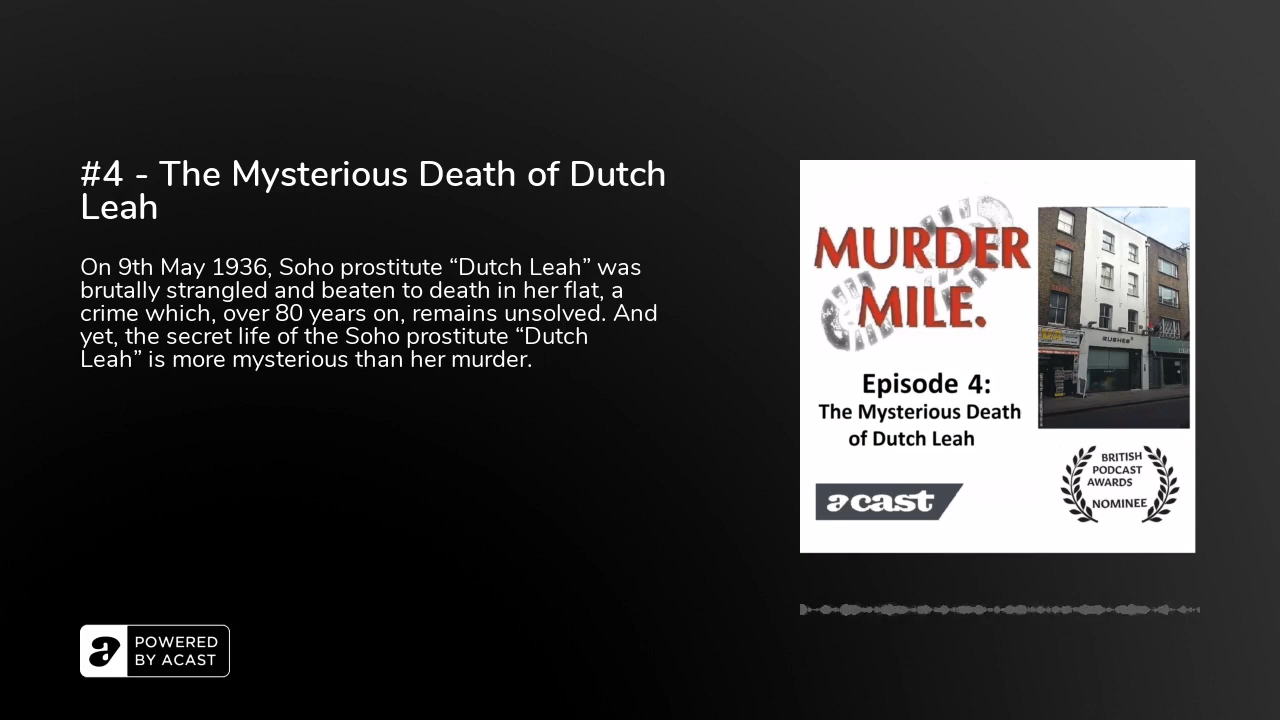 #4 - The Mysterious Death of Dutch
Leah
On 9th May 1936, Soho prostitute “Dutch Leah” was
brutally strangled and beaten to death in her flat, a
crime which, over 80 years on, remains unsolved. And
yet, the secret life of the Soho prostitute “Dutch
Leah” is more mysterious than her murder.
MURDER
MILE.
RUSHES
Episode 4:
The Mysterious Death
of Dutch Leah
acast
BRITISH
PODCAST
AWARDS
NOMINEE
POWERED
BY ACAST